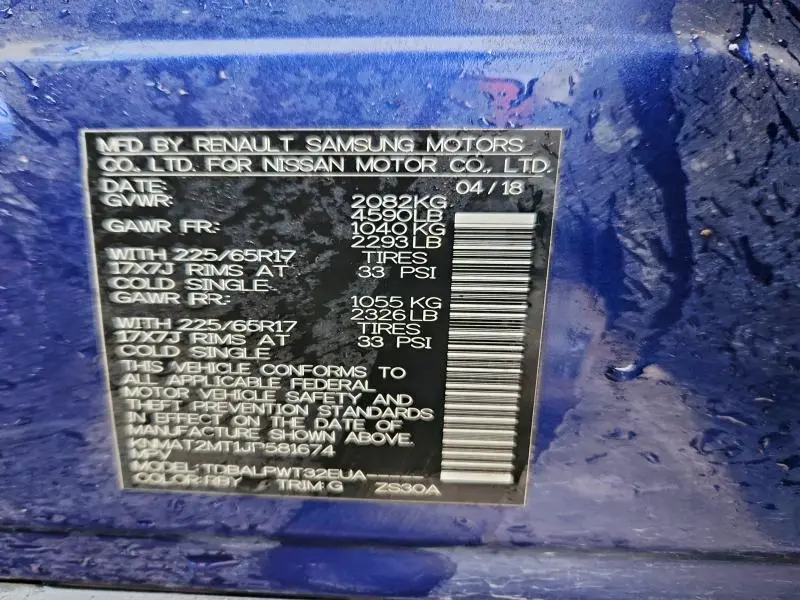 MFD BY RENAULT SAMSUNG MOTORS
CO., LTD. FOR NISSAN MOTOR CO., LTD.
DATE: 04/18
GVWR: 2082KG
4590LB
GAWR FR: 1040 KG
2293LB
WITH 225/65R17 TIRES
17X7J RIMS AT 33 PSI
COLD SINGLE
GAWR RR: 1055 KG
2326LB
WITH 225/65R17 TIRES
17X7J RIMS AT 33 PSI
COLD SINGLE
THIS VEHICLE CONFORMS TO
ALL APPLICABLE FEDERAL
MOTOR VEHICLE SAFETY AND
THEFT PREVENTION STANDARDS
IN EFFECT ON THE DATE OF
MANUFACTURE SHOWN ABOVE.
KNMAT2MT1JP581674
MPV
MODEL: TDBALPWT32EUA------
COLOR:RBY TRIM:G ZS30A